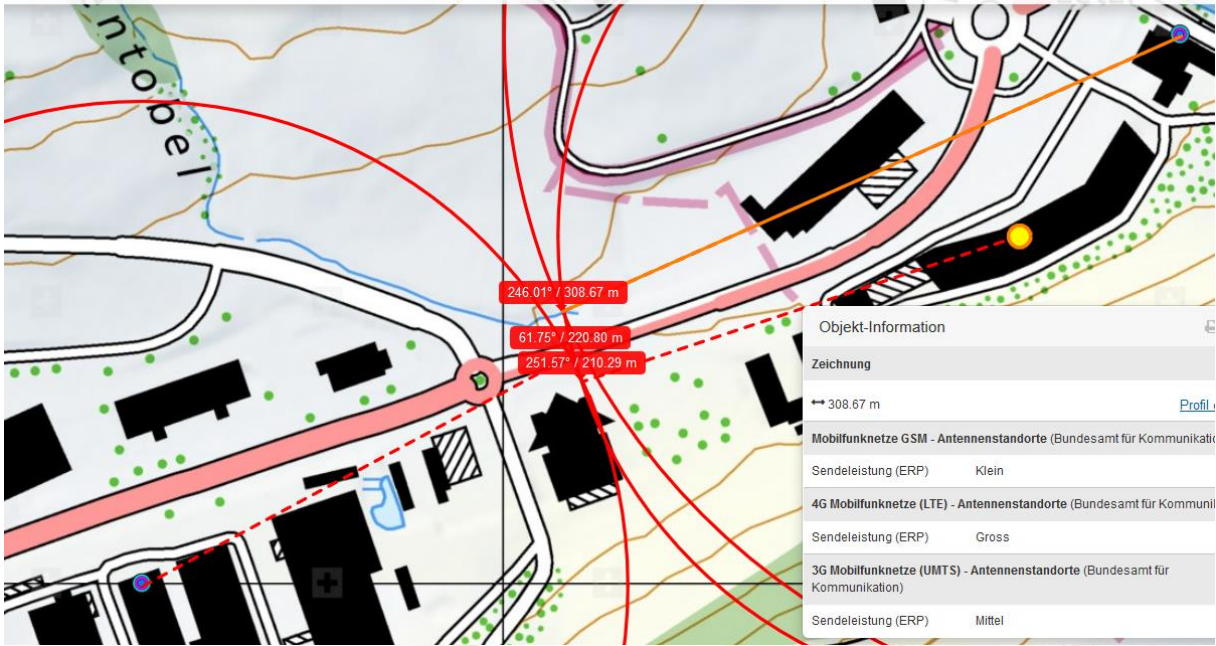 ntobel
246.01° / 308.67 m
61.75° / 220.80 m
251.57° / 210.29 m
Objekt-Information
Zeichnung
↔ 308.67 m
Profil
Mobilfunknetze GSM - Antennenstandorte (Bundesamt für
Sendeleistung (ERP) Klein
4G Mobilfunknetze (LTE) - Antennenstandorte (Bundesamt für
Sendeleistung (ERP) Gross
3G Mobilfunknetze (UMTS) - Antennenstandorte (Bundesamt für
Kommunikation)
Sendeleistung (ERP) Mittel